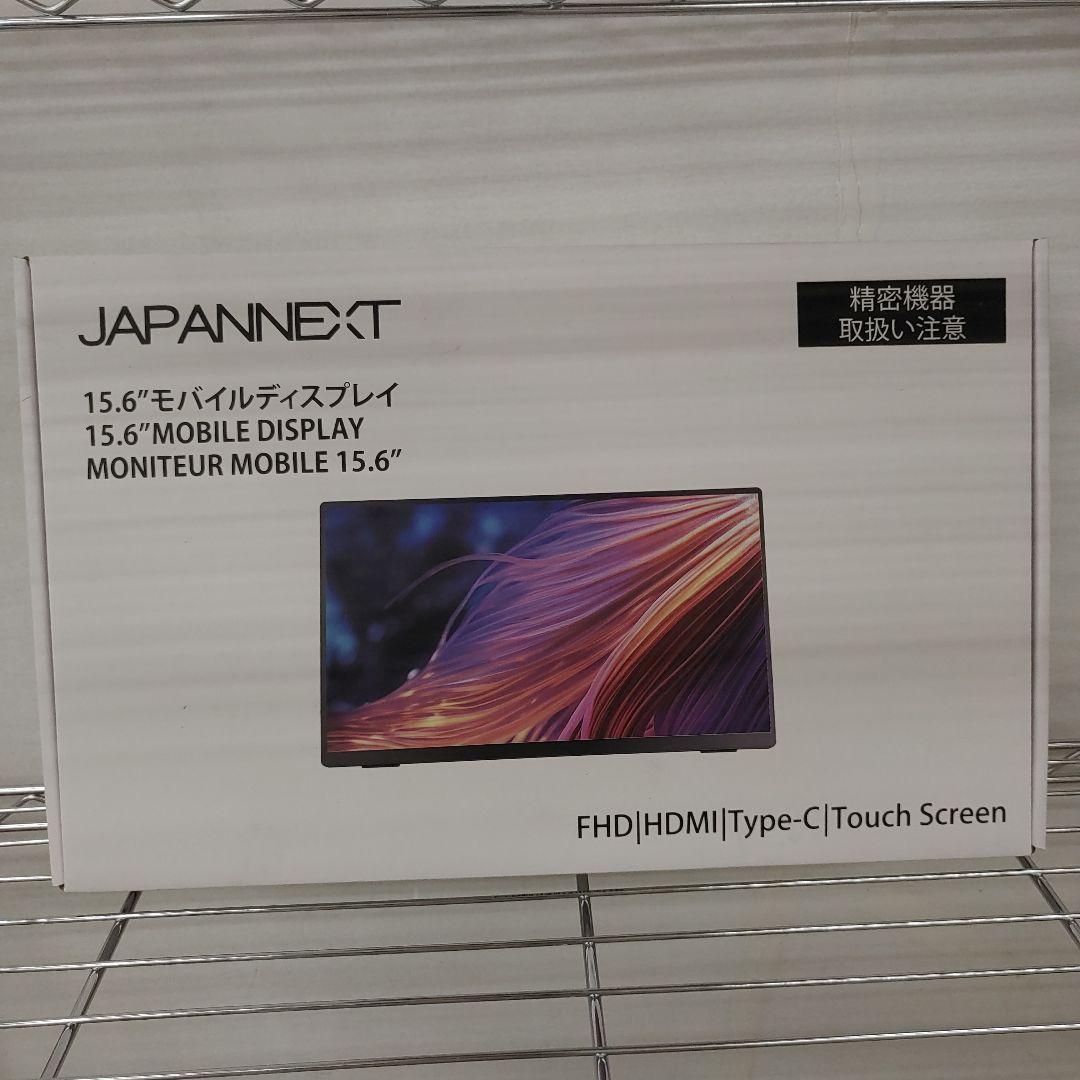 JAPANNEXT
精密機器
取扱い注意
15.6”モバイルディスプレイ
15.6”MOBILE DISPLAY
MONITEUR MOBILE 15.6”
FHD|HDMI|Type-C|Touch Screen